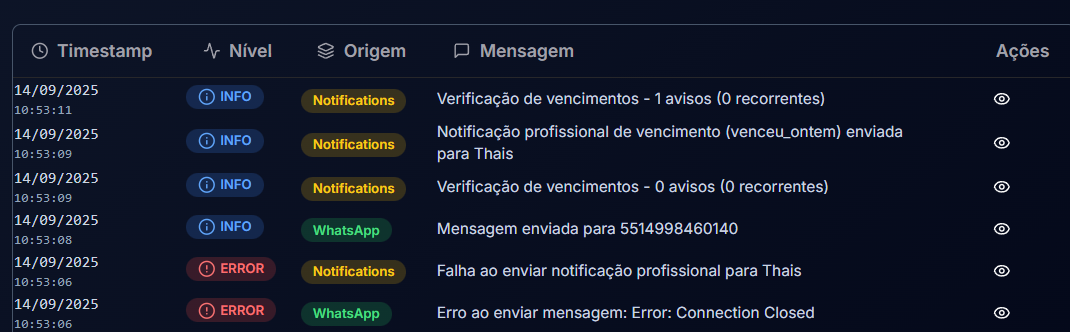 Timestamp Nível Origem Mensagem Ações
14/09/2025 INFO Notifications Verificação de vencimentos - 1 avisos (0 recorrentes)
10:53:11
14/09/2025 INFO Notifications Notificação profissional de vencimento (venceu_ontem) enviada
10:53:09 para Thais
14/09/2025 INFO Notifications Verificação de vencimentos - 0 avisos (0 recorrentes)
10:53:09
14/09/2025 INFO WhatsApp Mensagem enviada para 5514998460140
10:53:08
14/09/2025 ERROR Notifications Falha ao enviar notificação profissional para Thais
10:53:06
14/09/2025 ERROR WhatsApp Erro ao enviar mensagem: Error: Connection Closed
10:53:06